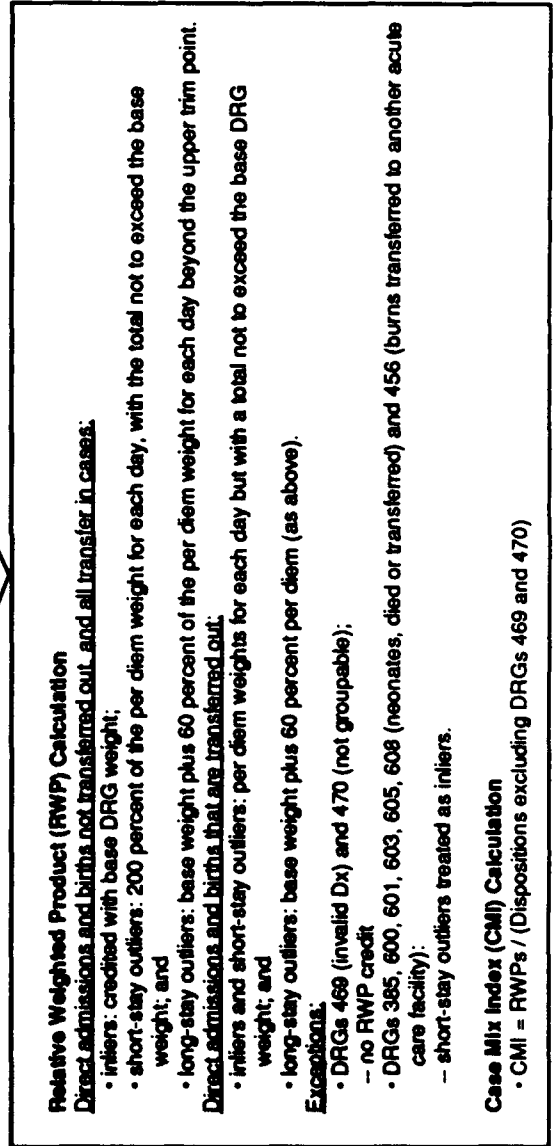 Relative Weighted Product (RWP) Calculation
Direct admissions and births not transferred out, and all transfer in cases:
• inliers: credited with base DRG weight;
• short-stay outliers: 200 percent of the per diem weight for each day, with the total not to exceed the base
weight; and
• long-stay outliers: base weight plus 60 percent of the per diem weight for each day beyond the upper trim point.
Direct admissions and births that are transferred out:
• inliers and short-stay outliers: per diem weights for each day but with a total not to exceed the base DRG
weight; and
• long-stay outliers: base weight plus 60 percent per diem (as above).
Exceptions:
• DRGs 469 (invalid Dx) and 470 (not groupable);
– no RWP credit
• DRGs 385, 600, 601, 603, 605, 608 (neonates, died or transferred) and 456 (burns transferred to another acute
care facility):
– short-stay outliers treated as inliers.
Case Mix Index (CMI) Calculation
• CMI = RWPs / (Dispositions excluding DRGs 469 and 470)